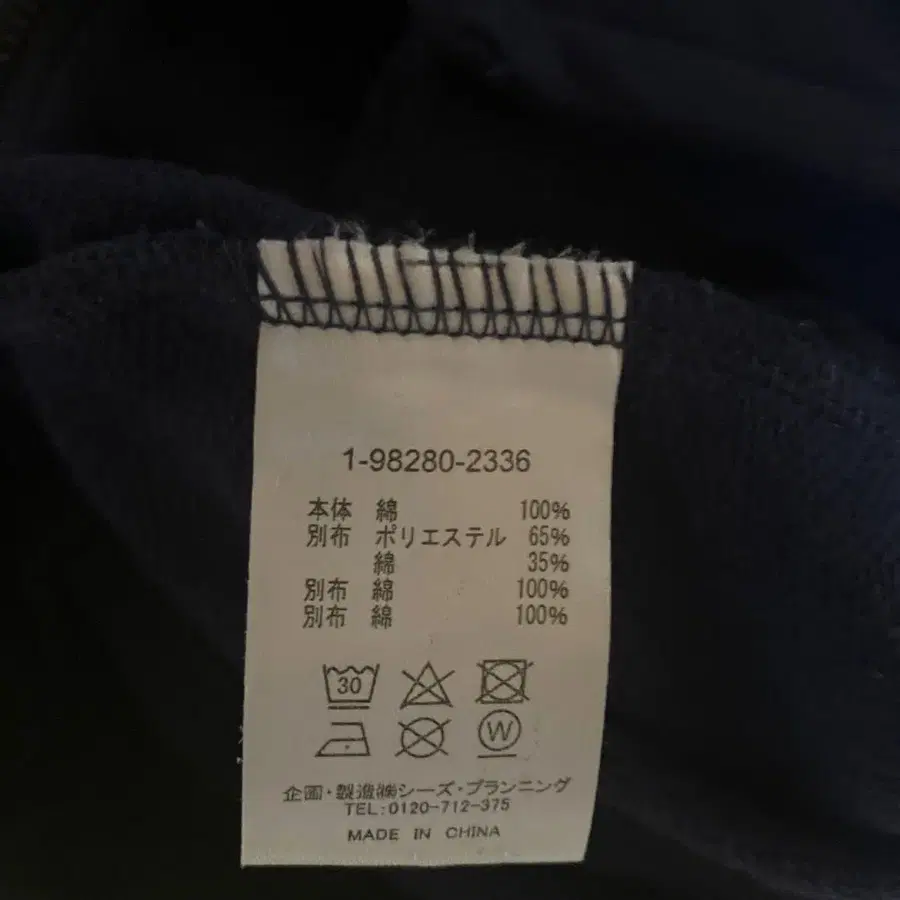 1-98280-2336
本体 綿 100%
別布 ポリエステル 65%
綿 35%
別布 綿 100%
別布 綿 100%
30
W
企画・製造㈱シーズ・プランニング
TEL:0120-712-375
MADE IN CHINA